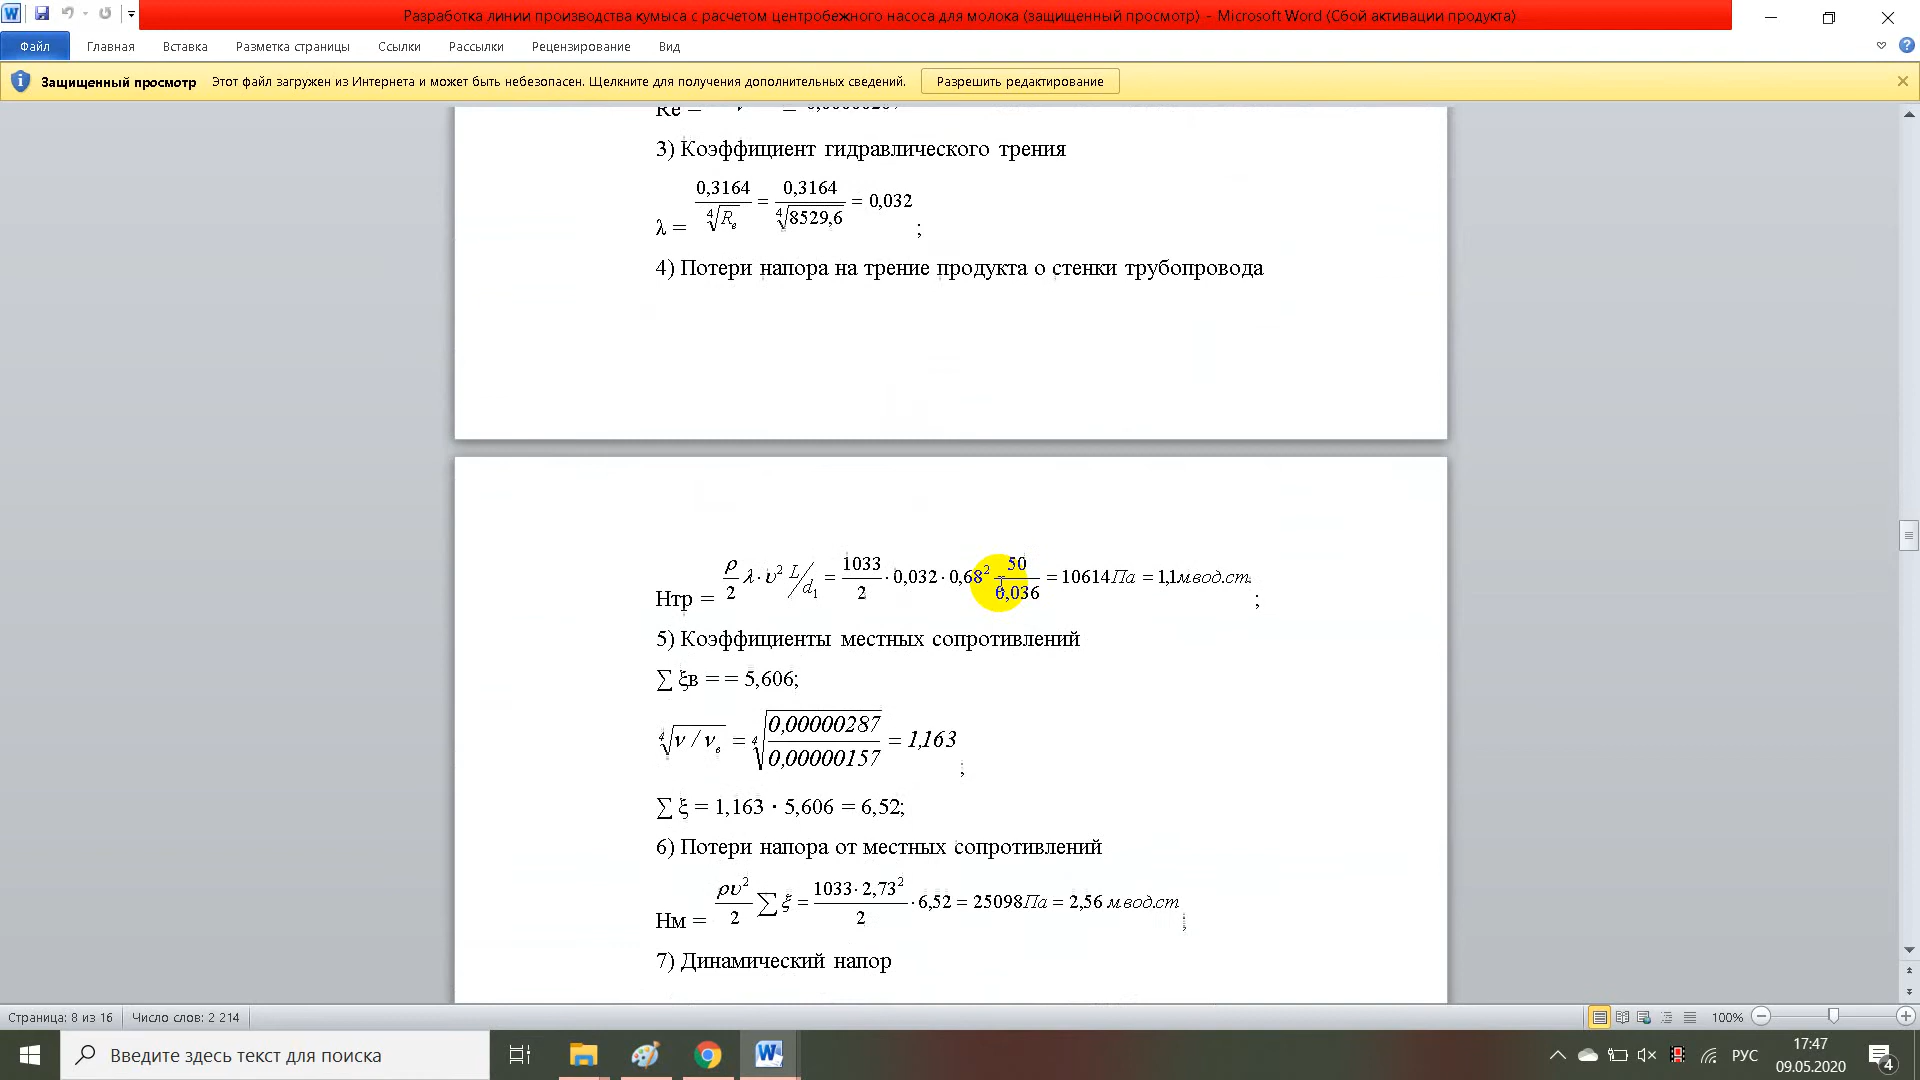 Разработка линии производства кумыса с расчетом центробежного насоса для молока (защищенный просмотр) - Microsoft Word (Сбой активации продукта)
Файл Главная Вставка Разметка страницы Ссылки Рассылки Рецензирование Вид
Защищенный просмотр Этот файл загружен из Интернета и может быть небезопасен. Щелкните для получения дополнительных сведений. Разрешить редактирование
3) Коэффициент гидравлического трения
λ = 0,3164 / ∜Rе = 0,3164 / ∜8529,6 = 0,032 ;
4) Потери напора на трение продукта о стенки трубопровода
Нтр = ρ/2 λ · υ² L/d₁ = 1033/2 · 0,032 · 0,68² 50/0,036 = 10614Па = 1,1м.вод.ст. ;
5) Коэффициенты местных сопротивлений
∑ ξв = = 5,606;
∜ν / νв = ∜0,00000287 / 0,00000157 = 1,163 ;
∑ ξ = 1,163 · 5,606 = 6,52;
6) Потери напора от местных сопротивлений
Нм = ρυ²/2 ∑ ξ = 1033 · 2,73²/2 · 6,52 = 25098Па = 2,56 м.вод.ст ;
7) Динамический напор
Страница: 8 из 16 Число слов: 2 214 100%
Введите здесь текст для поиска РУС 17:47
09.05.2020 4